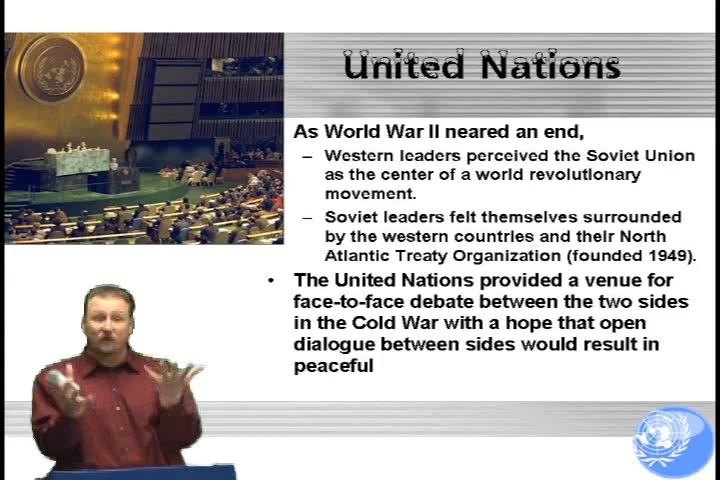 United Nations
As World War II neared an end,
– Western leaders perceived the Soviet Union
as the center of a world revolutionary
movement.
– Soviet leaders felt themselves surrounded
by the western countries and their North
Atlantic Treaty Organization (founded 1949).
• The United Nations provided a venue for
face-to-face debate between the two sides
in the Cold War with a hope that open
dialogue between sides would result in
peaceful